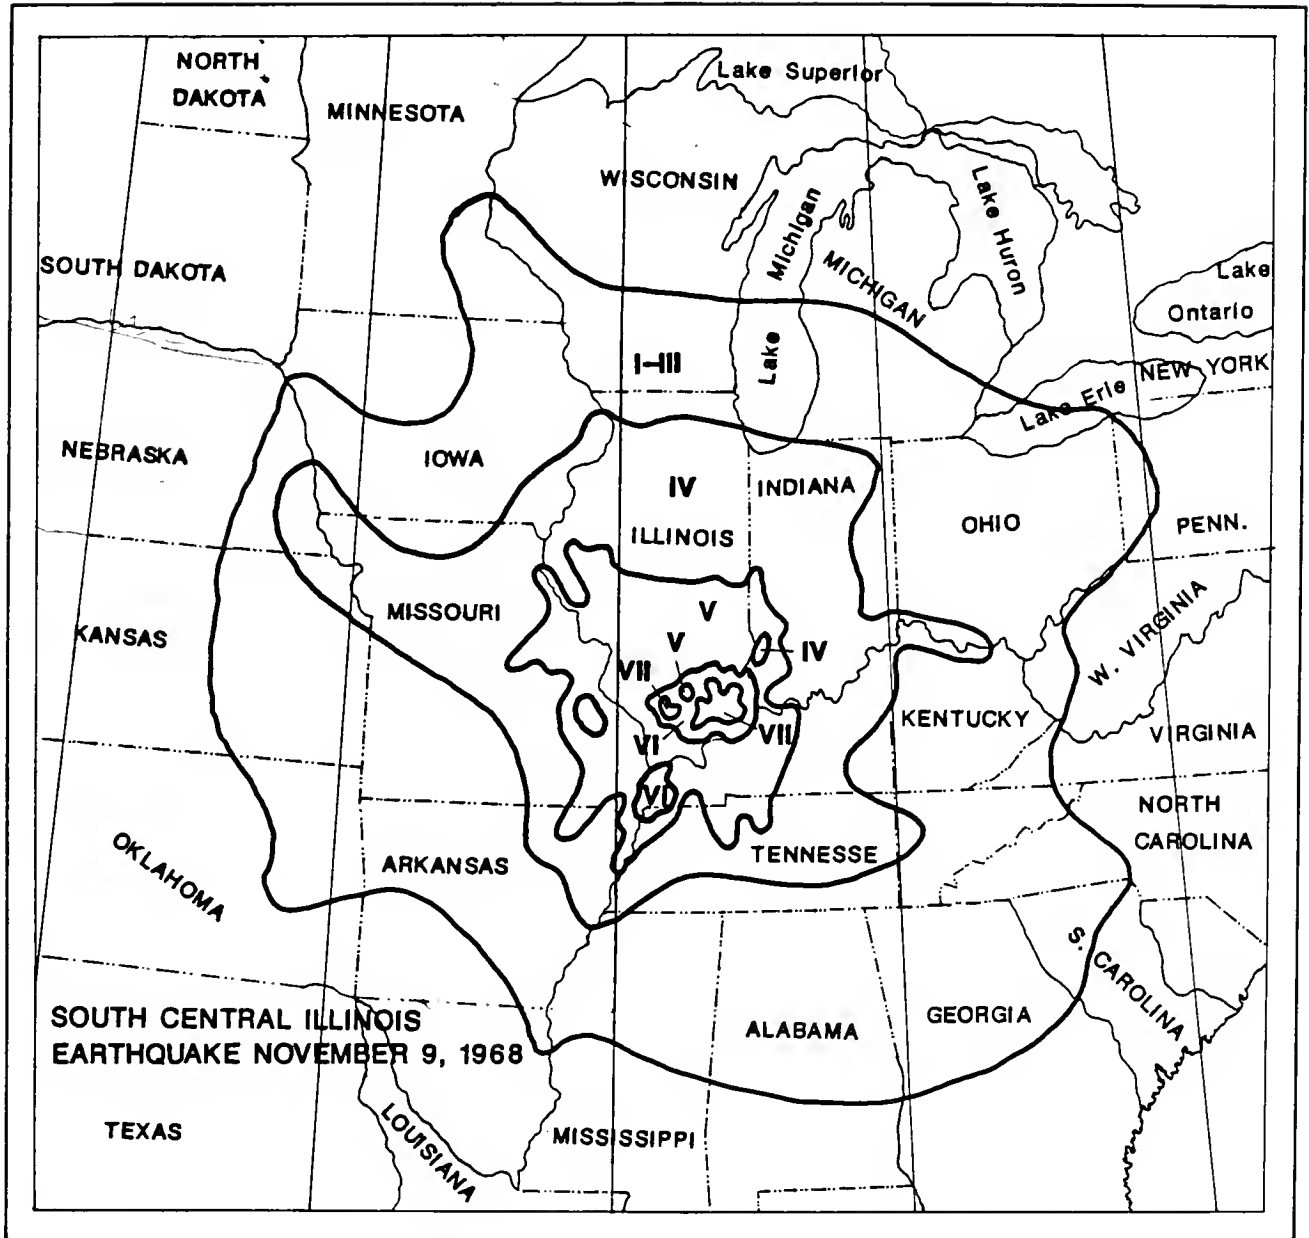 NORTH
DAKOTA
MINNESOTA
Lake Superior
WISCONSIN
Lake Huron
Michigan
Lake
MICHIGAN
SOUTH DAKOTA
Lake
Ontario
I-III
NEW YORK
Lake Erie
NEBRASKA
IOWA
IV
INDIANA
ILLINOIS
OHIO
PENN.
MISSOURI
V
KANSAS
V
IV
W. VIRGINIA
VII
KENTUCKY
VI
VII
VIRGINIA
VI
NORTH
CAROLINA
OKLAHOMA
ARKANSAS
TENNESSE
S. CAROLINA
SOUTH CENTRAL ILLINOIS
EARTHQUAKE NOVEMBER 9, 1968
ALABAMA
GEORGIA
TEXAS
LOUISIANA
MISSISSIPPI